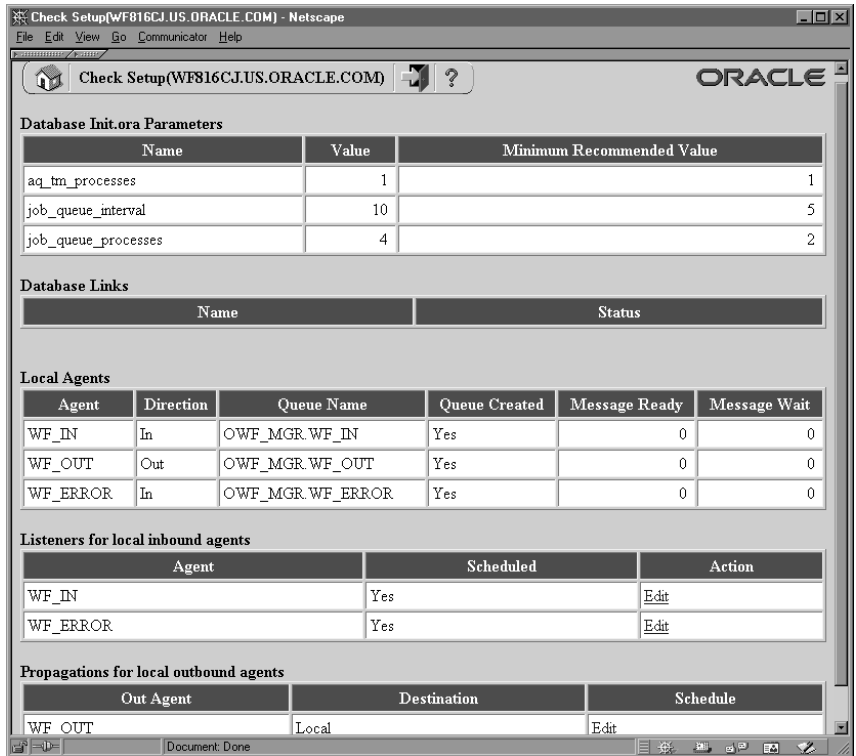 Check Setup(WF816CJ.US.ORACLE.COM) - Netscape
File Edit View Go Communicator Help
Check Setup(WF816CJ.US.ORACLE.COM) ? ORACLE
Database Init.ora Parameters
Name Value Minimum Recommended Value
aq_tm_processes 1 1
job_queue_interval 10 5
job_queue_processes 4 2
Database Links
Name Status
Local Agents
Agent Direction Queue Name Queue Created Message Ready Message Wait
WF_IN In OWF_MGR.WF_IN Yes 0 0
WF_OUT Out OWF_MGR.WF_OUT Yes 0 0
WF_ERROR In OWF_MGR.WF_ERROR Yes 0 0
Listeners for local inbound agents
Agent Scheduled Action
WF_IN Yes Edit
WF_ERROR Yes Edit
Propagations for local outbound agents
Out Agent Destination Schedule
WF_OUT Local Edit
Document: Done